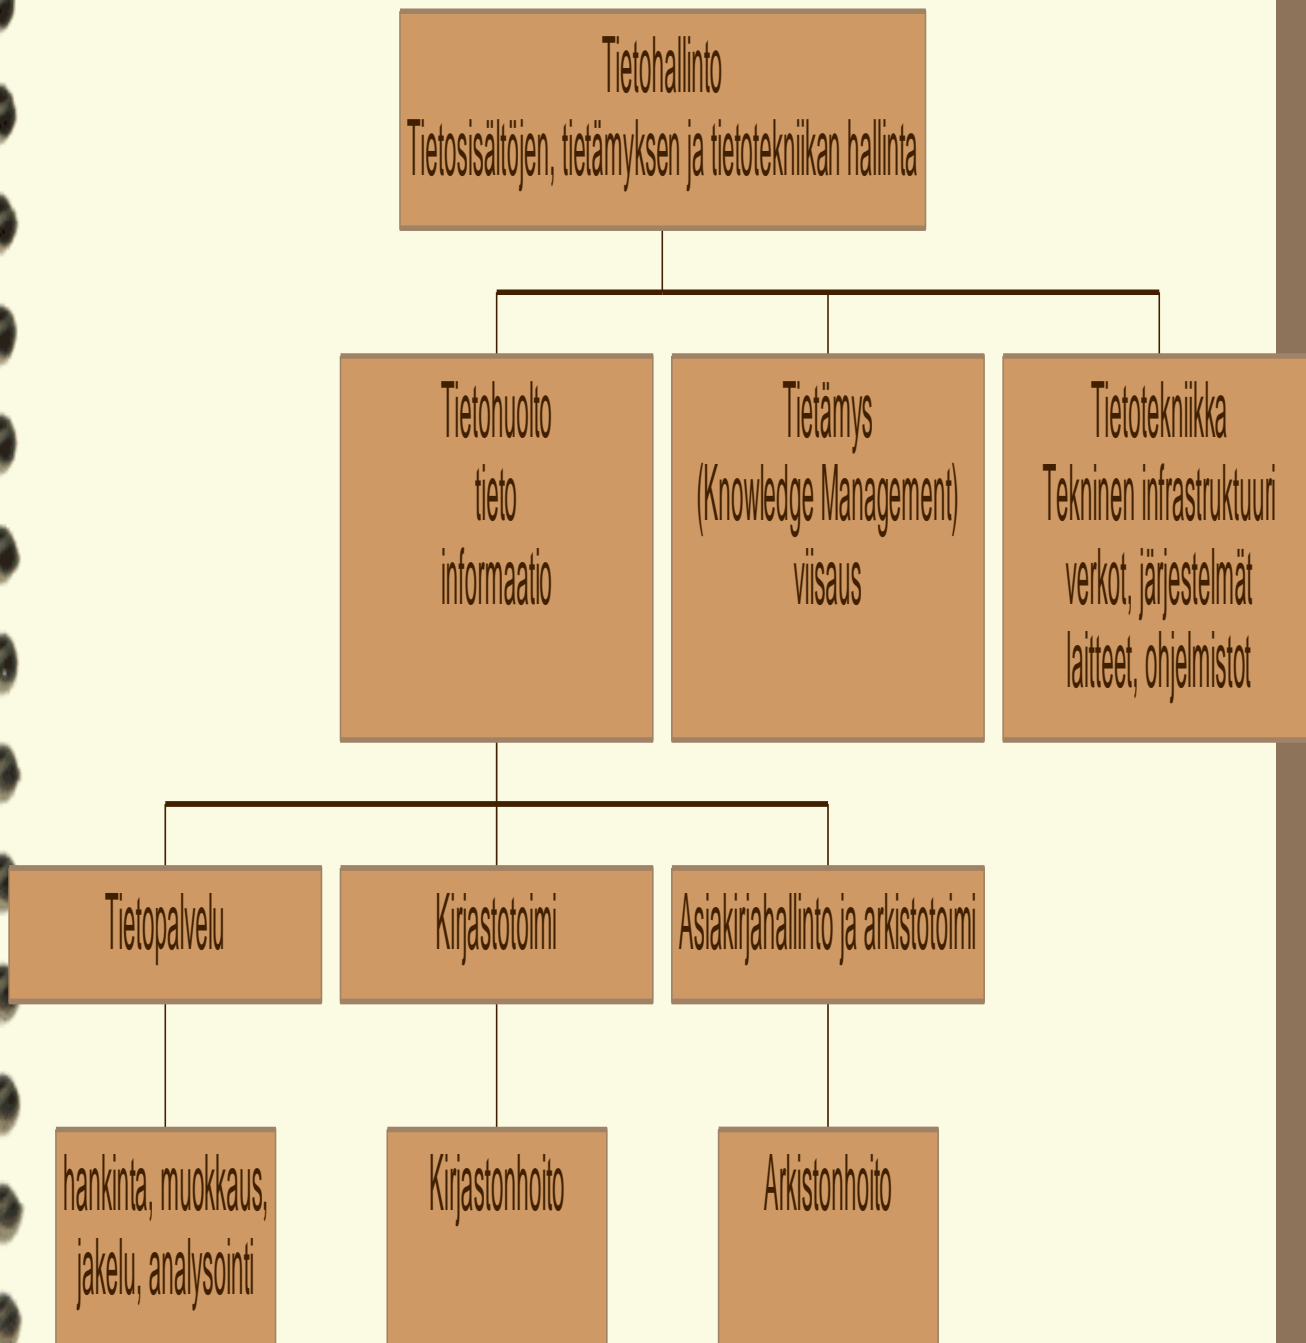 Tietohallinto
Tietosisältöjen, tietämyksen ja tietotekniikan hallinta
Tietohuolto
tieto
informaatio
Tietämys
(Knowledge Management)
viisaus
Tietotekniikka
Tekninen infrastruktuuri
verkot, järjestelmät
laitteet, ohjelmistot
Tietopalvelu
Kirjastotoimi
Asiakirjahallinto ja arkistotoimi
hankinta, muokkaus,
jakelu, analysointi
Kirjastonhoito
Arkistonhoito